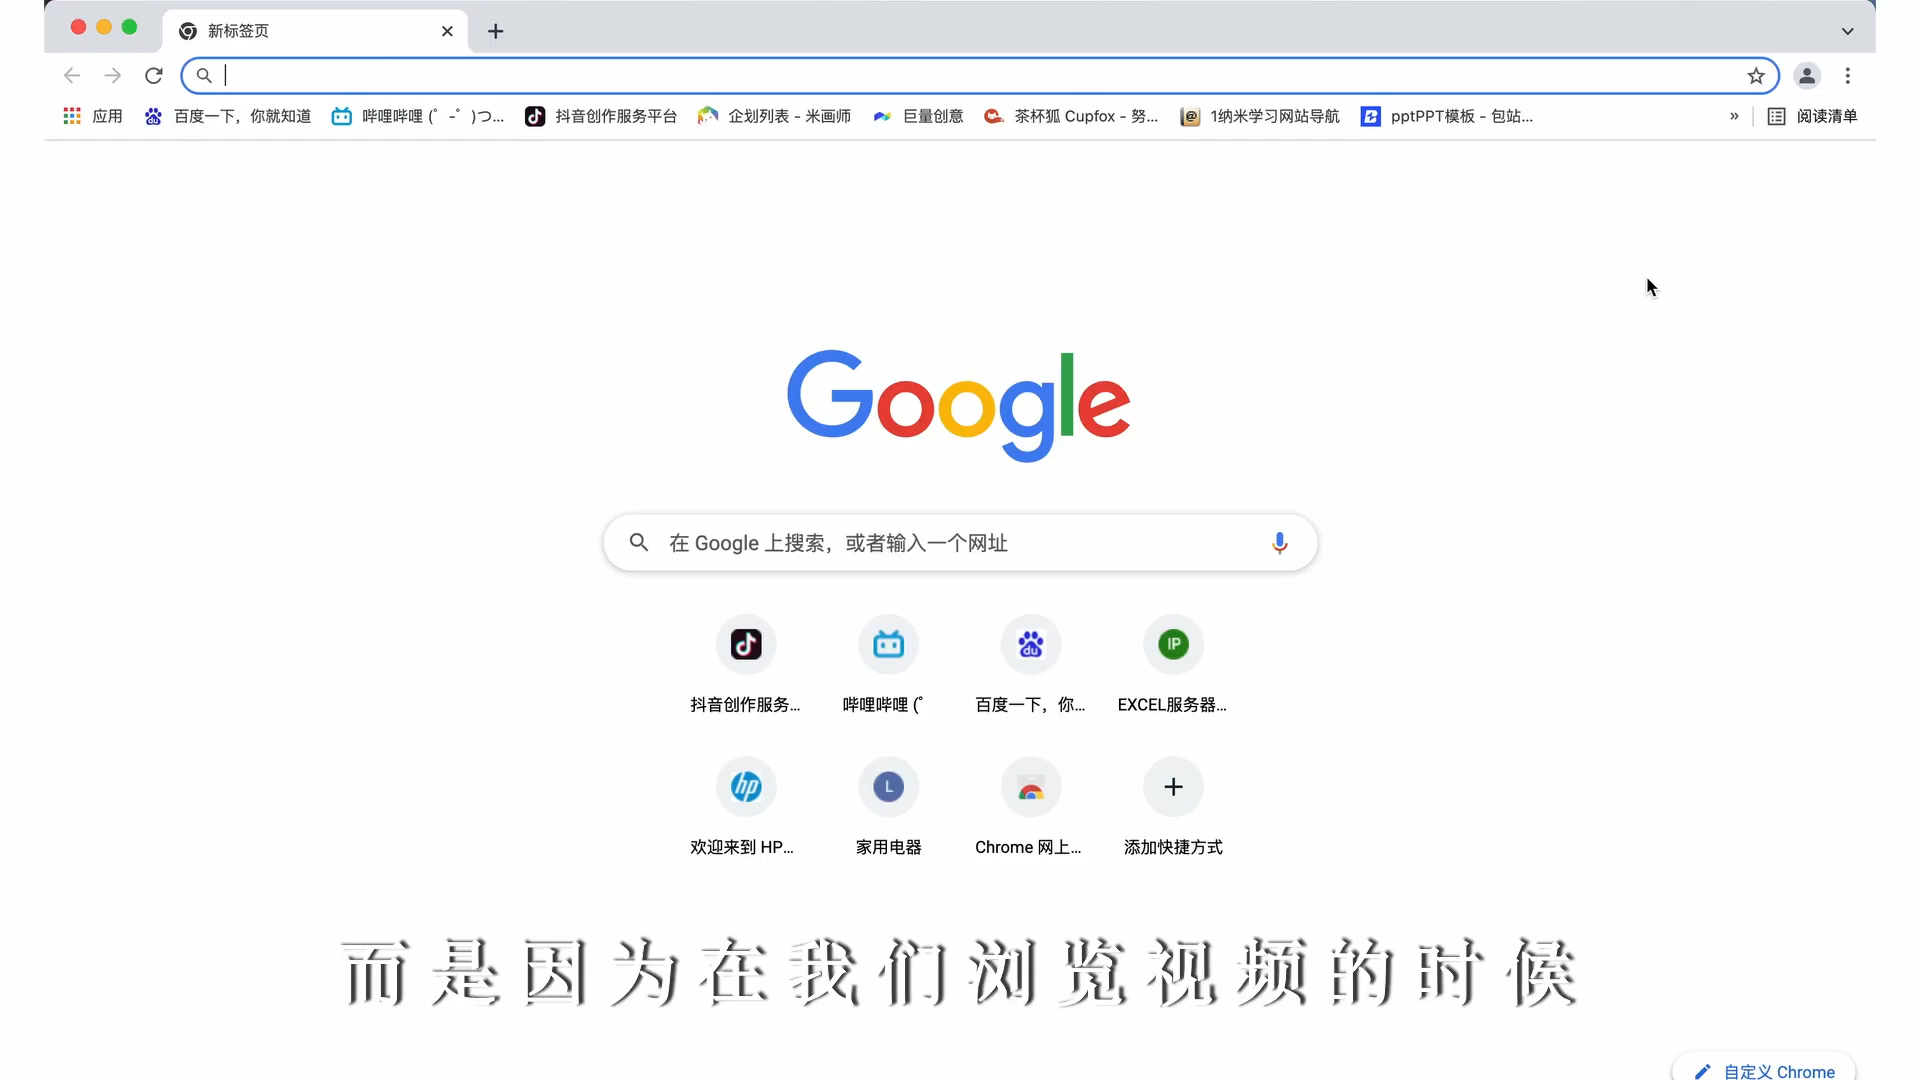 新标签页
应用 百度一下，你就知道 哔哩哔哩 (゜-゜)つ... 抖音创作服务平台 企划列表 - 米画师 巨量创意 茶杯狐 Cupfox - 努... 1纳米学习网站导航 pptPPT模板 - 包站... » 阅读清单
Google
在 Google 上搜索，或者输入一个网址
du IP
抖音创作服务... 哔哩哔哩 (゜ 百度一下，你... EXCEL服务器...
hp L
欢迎来到 HP... 家用电器 Chrome 网上... 添加快捷方式
而是因为在我们浏览视频的时候
自定义 Chrome